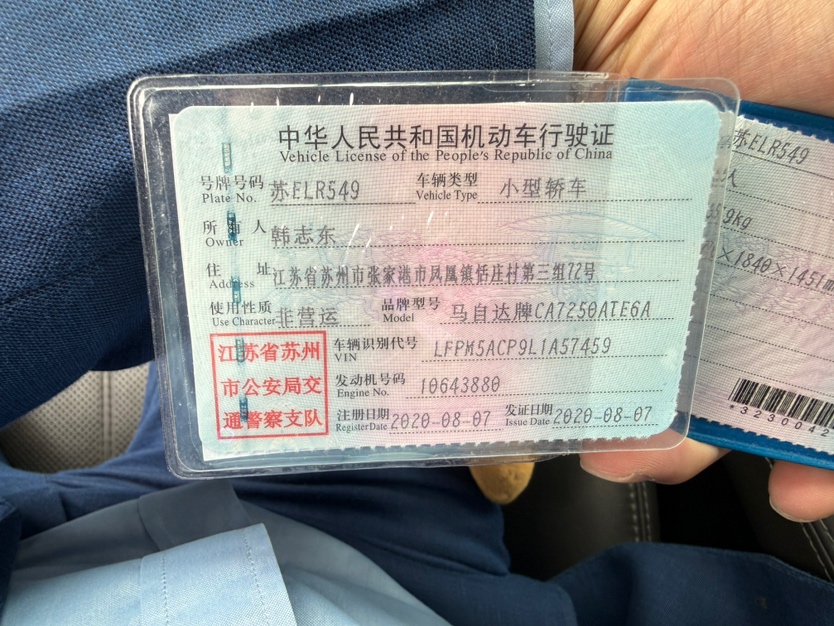 中华人民共和国机动车行驶证
Vehicle License of the People's Republic of China
号牌号码 苏ELR549 车辆类型 小型轿车
Plate No. Vehicle Type
所有人 韩志东
Owner
住址 江苏省苏州市张家港市凤凰镇恬庄村第三组72号
Address
使用性质 非营运 品牌型号 马自达牌CA7250ATE6A
Use Character Model
江苏省苏州
市公安局交
通警察支队
车辆识别代号 LFPM5ACP9L1A57459
VIN
发动机号码 10643880
Engine No.
注册日期 2020-08-07 发证日期 2020-08-07
Register Date Issue Date
苏ELR549
人
9kg
×1840×1451m
*3230042